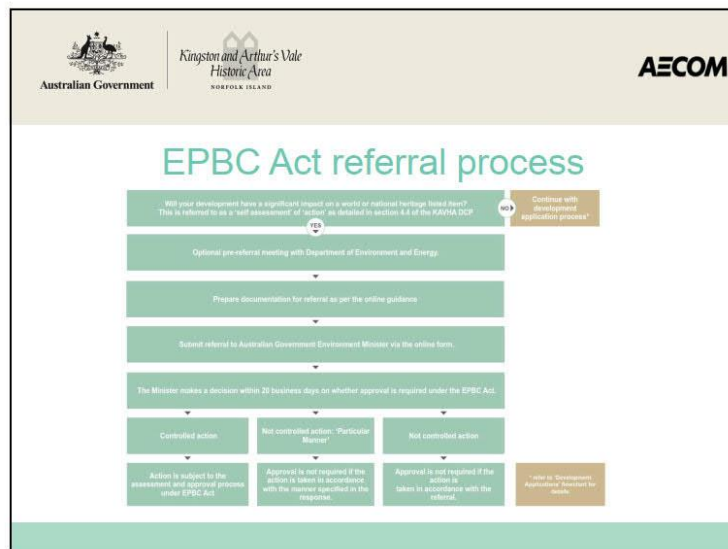 Australian Government
Kingston and Arthur's Vale
Historic Area
NORFOLK ISLAND
AECOM
EPBC Act referral process
Will your development have a significant impact on a world or national heritage listed item?
This is referred to as a 'self assessment' of 'action' as detailed in section 4.4 of the KAVHA DCP
NO
Continue with
development
application process*
YES
Optional pre-referral meeting with Department of Environment and Energy.
Prepare documentation for referral as per the online guidance
Submit referral to Australian Government Environment Minister via the online form.
The Minister makes a decision within 20 business days on whether approval is required under the EPBC Act.
Controlled action
Not controlled action: 'Particular
Manner'
Not controlled action
Action is subject to the
assessment and approval process
under EPBC Act
Approval is not required if the
action is taken in accordance
with the manner specified in the
response.
Approval is not required if the
action is
taken in accordance with the
referral.
* refer to 'Development
Applications' flowchart for
details